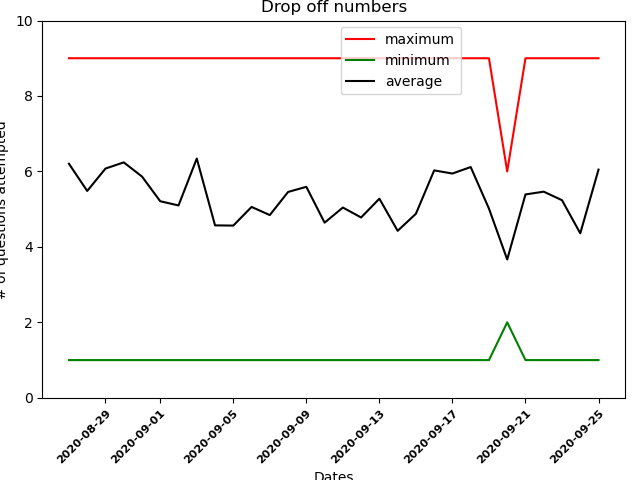 Drop off numbers
maximum
minimum
average
# of questions attempted
10
8
6
4
2
0
2020-08-29
2020-09-01
2020-09-05
2020-09-09
2020-09-13
2020-09-17
2020-09-21
2020-09-25
Dates